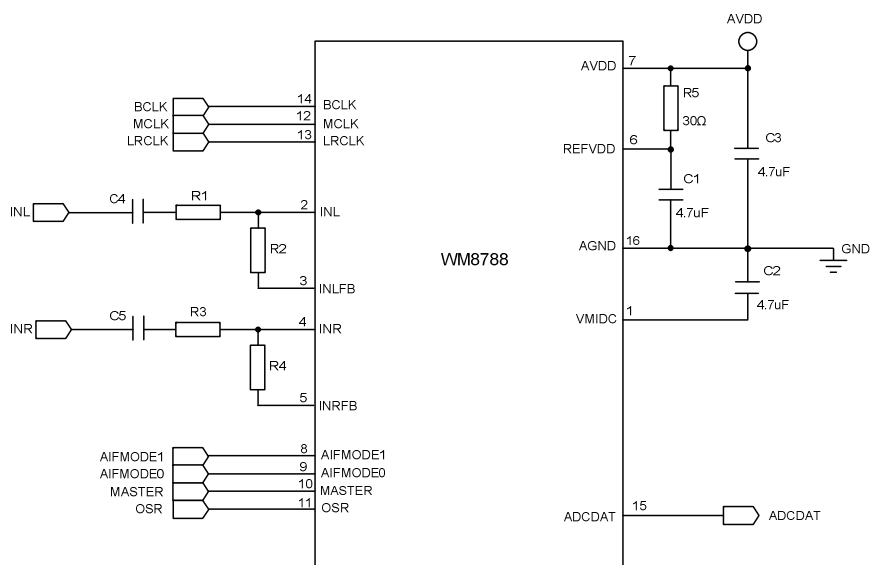 AVDD
AVDD 7
R5
30Ω
C3
4.7uF
REFVDD 6
C1
4.7uF
AGND 16
GND
C2
4.7uF
VMIDC 1
ADCDAT 15 ADCDAT
WM8788
BCLK 14 BCLK
MCLK 12 MCLK
LRCLK 13 LRCLK
INL C4 R1 2 INL
R2
3 INLFB
INR C5 R3 4 INR
R4
5 INRFB
AIFMODE1 8 AIFMODE1
AIFMODE0 9 AIFMODE0
MASTER 10 MASTER
OSR 11 OSR